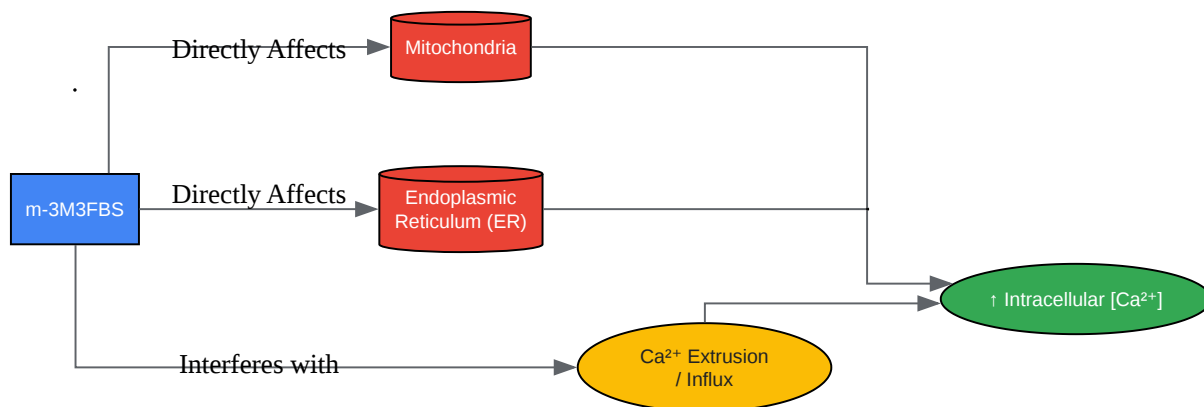 Directly Affects
Mitochondria
m-3M3FBS
Directly Affects
Endoplasmic
Reticulum (ER)
↑ Intracellular [Ca²⁺]
Interferes with
Ca²⁺ Extrusion
/ Influx